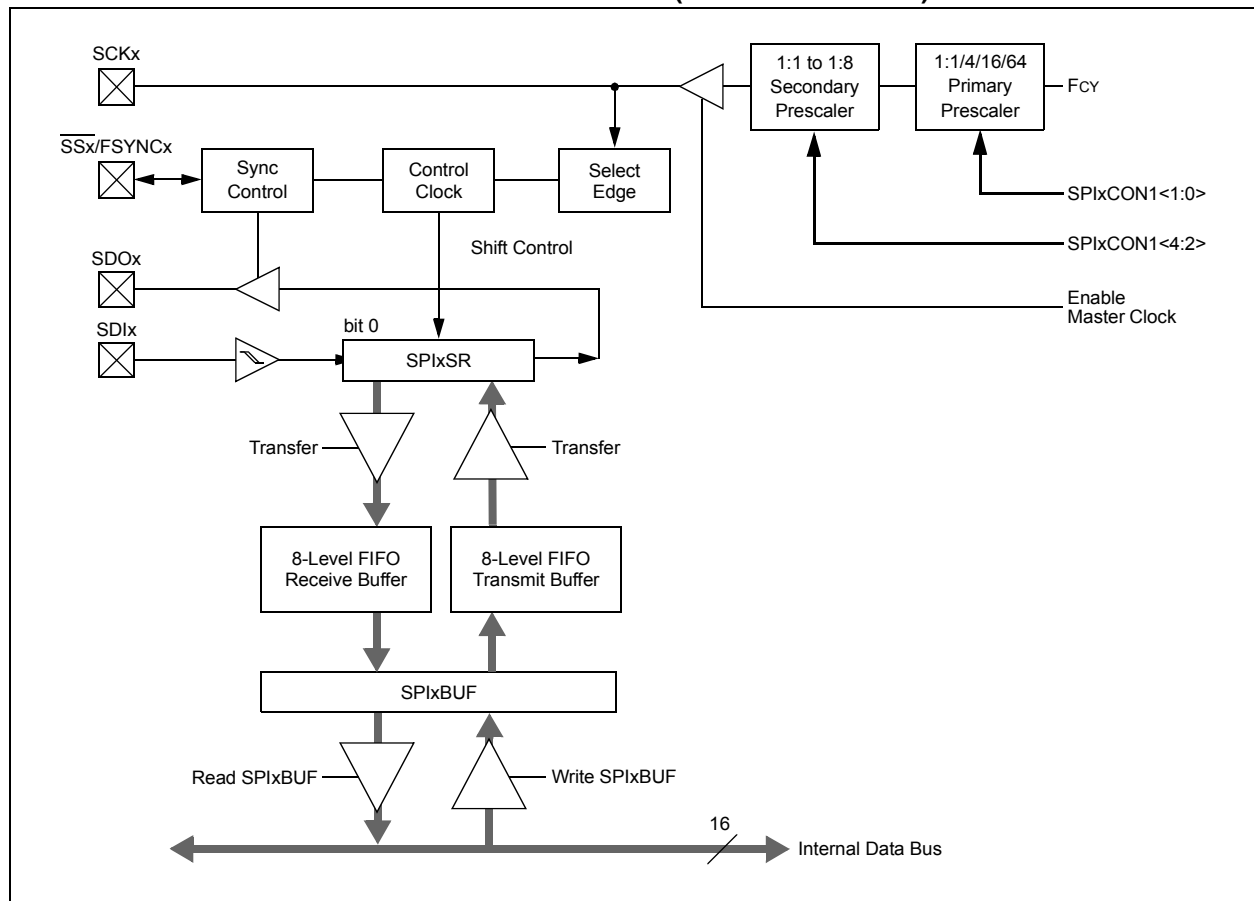 SCKx
1:1 to 1:8
Secondary
Prescaler
1:1/4/16/64
Primary
Prescaler
FCY
SSx/FSYNCx
Sync
Control
Control
Clock
Select
Edge
SPIxCON1<1:0>
Shift Control
SPIxCON1<4:2>
SDOx
Enable
Master Clock
SDIx
bit 0
SPIxSR
Transfer
Transfer
8-Level FIFO
Receive Buffer
8-Level FIFO
Transmit Buffer
SPIxBUF
Read SPIxBUF
Write SPIxBUF
16
Internal Data Bus